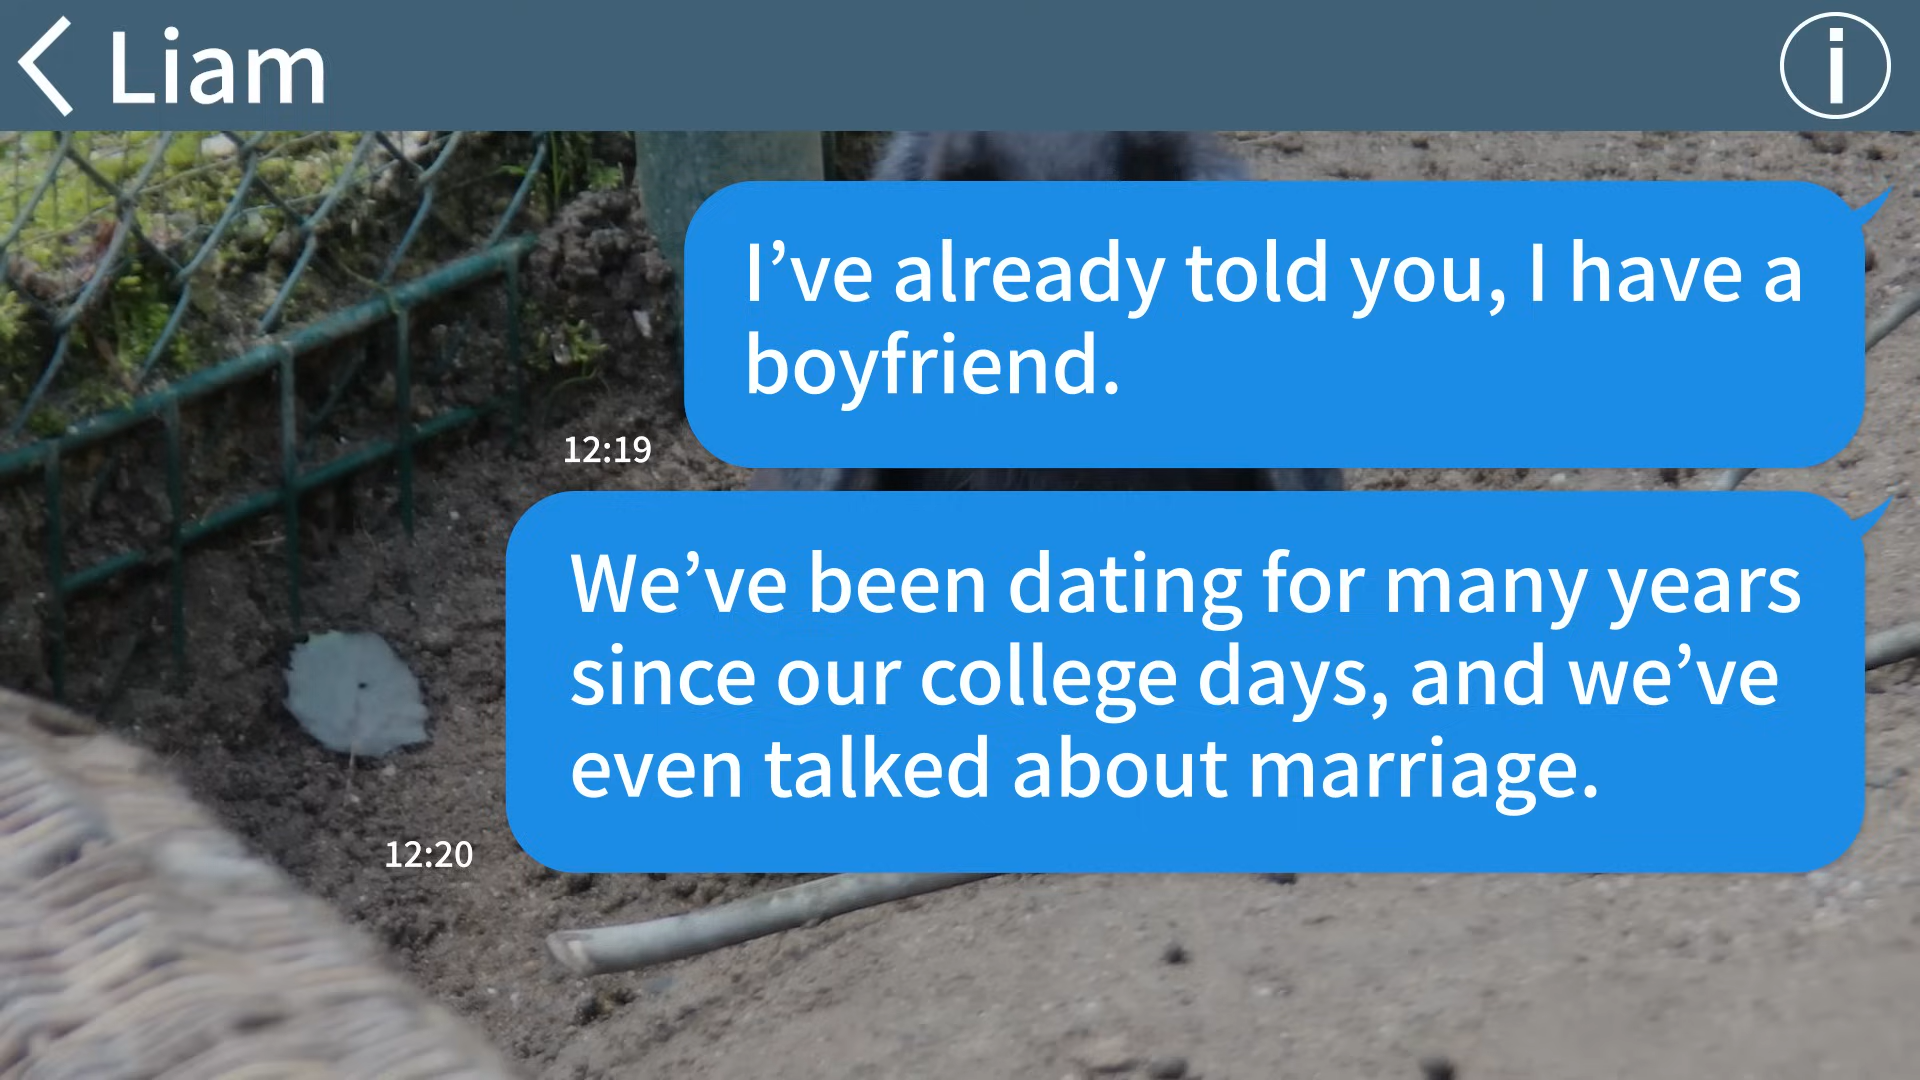 Liam
I’ve already told you, I have a
boyfriend.
12:19
We’ve been dating for many years
since our college days, and we’ve
even talked about marriage.
12:20